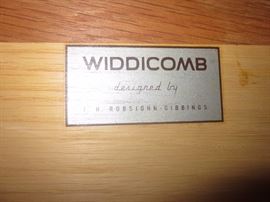 WIDDICOMB
designed by
T. H. ROBSJOHN-GIBBINGS